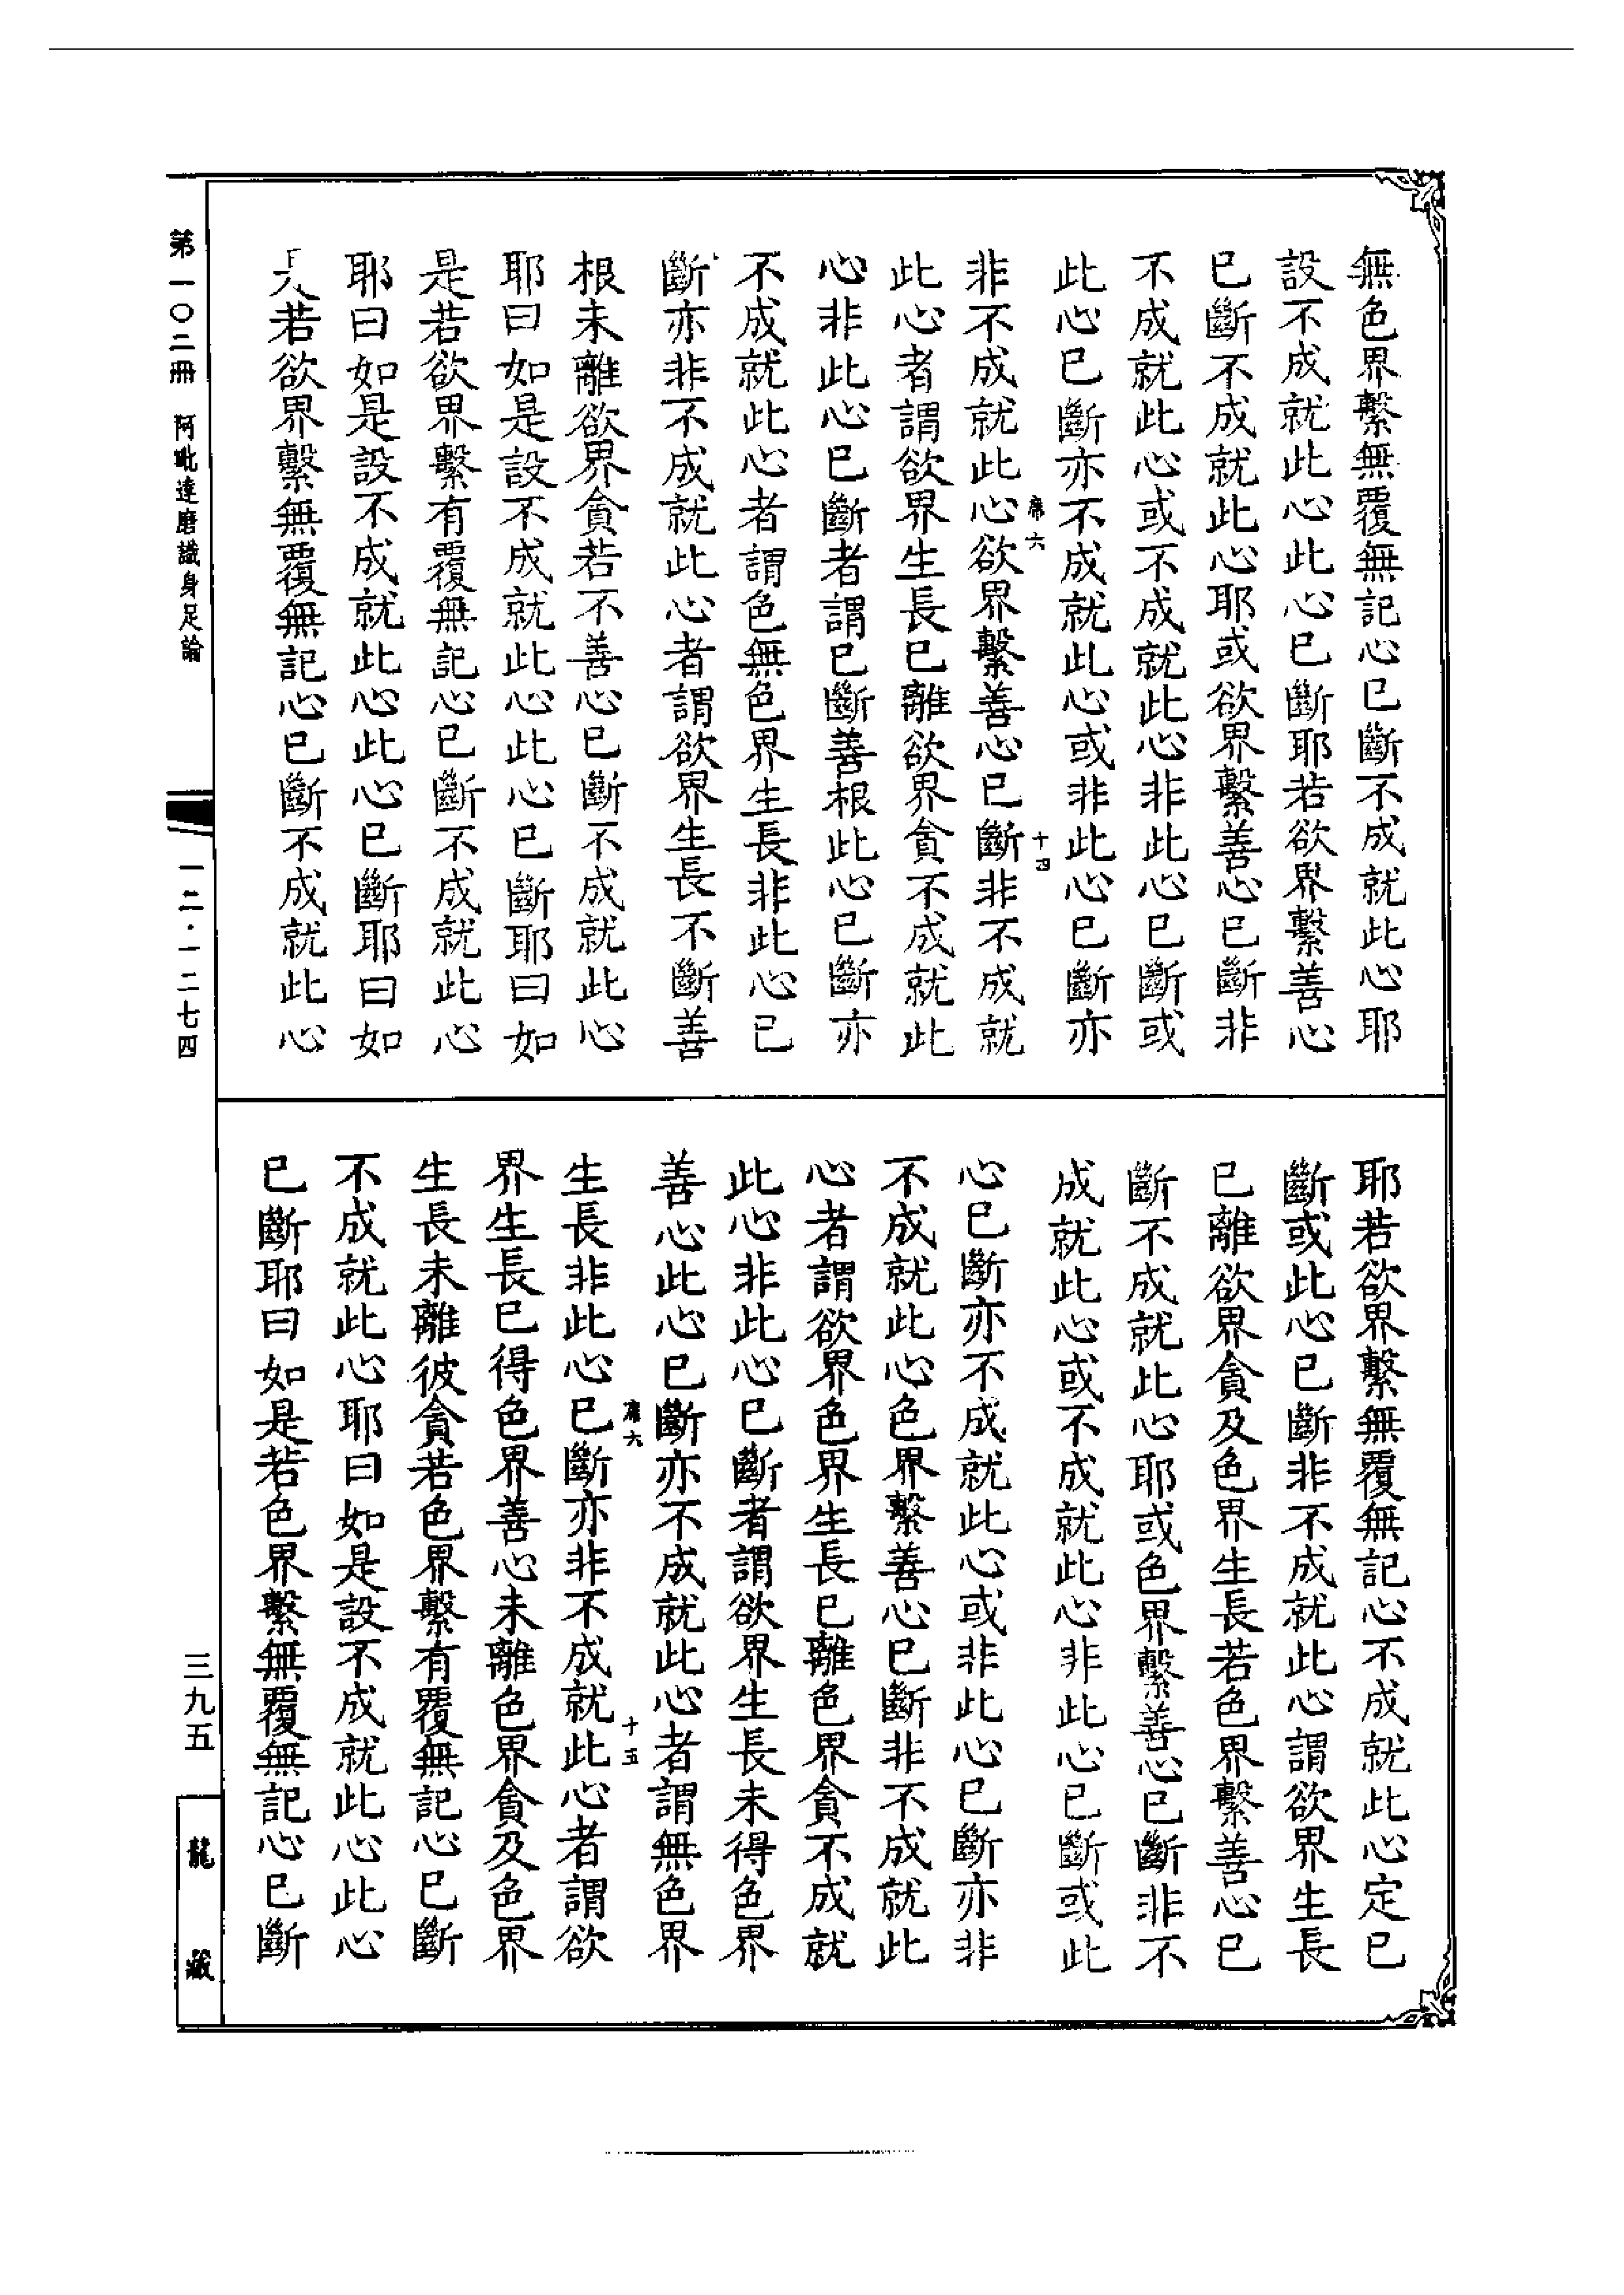 無色界繫無覆無記心已斷不成就此心耶
設不成就此心此心已斷耶若欲界繫善心
已斷不成就此心耶或欲界繫善心已斷非
不成就此心或不成就此心非此心已斷或
此心已斷亦不成就此心或非此心已斷亦
非不成就此心欲界繫善心已斷非不成就
席六
十四
此心者謂欲界生長已離欲界貪不成就此
心非此心已斷者謂已斷善根此心已斷亦
不成就此心者謂色無色界生長非此心已
斷亦非不成就此心者謂欲界生長不斷善
根未離欲界貪若不善心已斷不成就此心
耶曰如是設不成就此心此心已斷耶曰如
是若欲界繫有覆無記心已斷不成就此心
耶曰如是設不成就此心此心已斷耶曰如
是若欲界繫無覆無記心已斷不成就此心
耶若欲界繫無覆無記心不成就此心定已
斷或此心已斷非不成就此心謂欲界生長
已離欲界貪及色界生長若色界繫善心已
斷不成就此心耶或色界繫善心已斷非不
成就此心或不成就此心非此心已斷或此
心已斷亦不成就此心或非此心已斷亦非
不成就此心色界繫善心已斷非不成就此
心者謂欲界色界生長已離色界貪不成就
此心非此心已斷者謂欲界生長未得色界
善心此心已斷亦不成就此心者謂無色界
席六
十五
生長非此心已斷亦非不成就此心者謂欲
界生長已得色界善心未離色界貪及色界
生長未離彼貪若色界繫有覆無記心已斷
不成就此心耶曰如是設不成就此心此心
已斷耶曰如是若色界繫無覆無記心已斷
第一〇二冊 阿毗達磨識身足論
一二·一二七四
三九五
龍藏